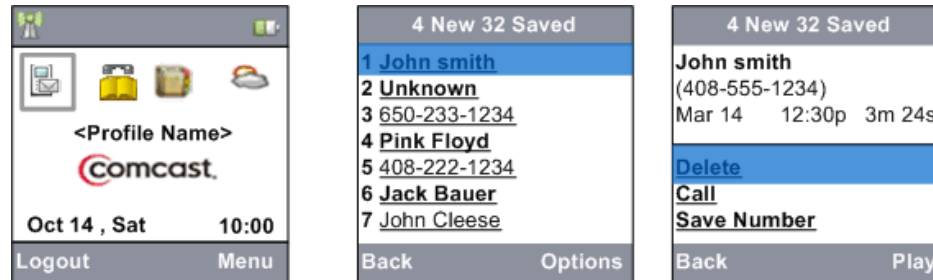 <Profile Name>
comcast.
Oct 14 , Sat 10:00
Logout Menu
4 New 32 Saved
1 John smith
2 Unknown
3 650-233-1234
4 Pink Floyd
5 408-222-1234
6 Jack Bauer
7 John Cleese
Back Options
4 New 32 Saved
John smith
(408-555-1234)
Mar 14 12:30p 3m 24s
Delete
Call
Save Number
Back Play